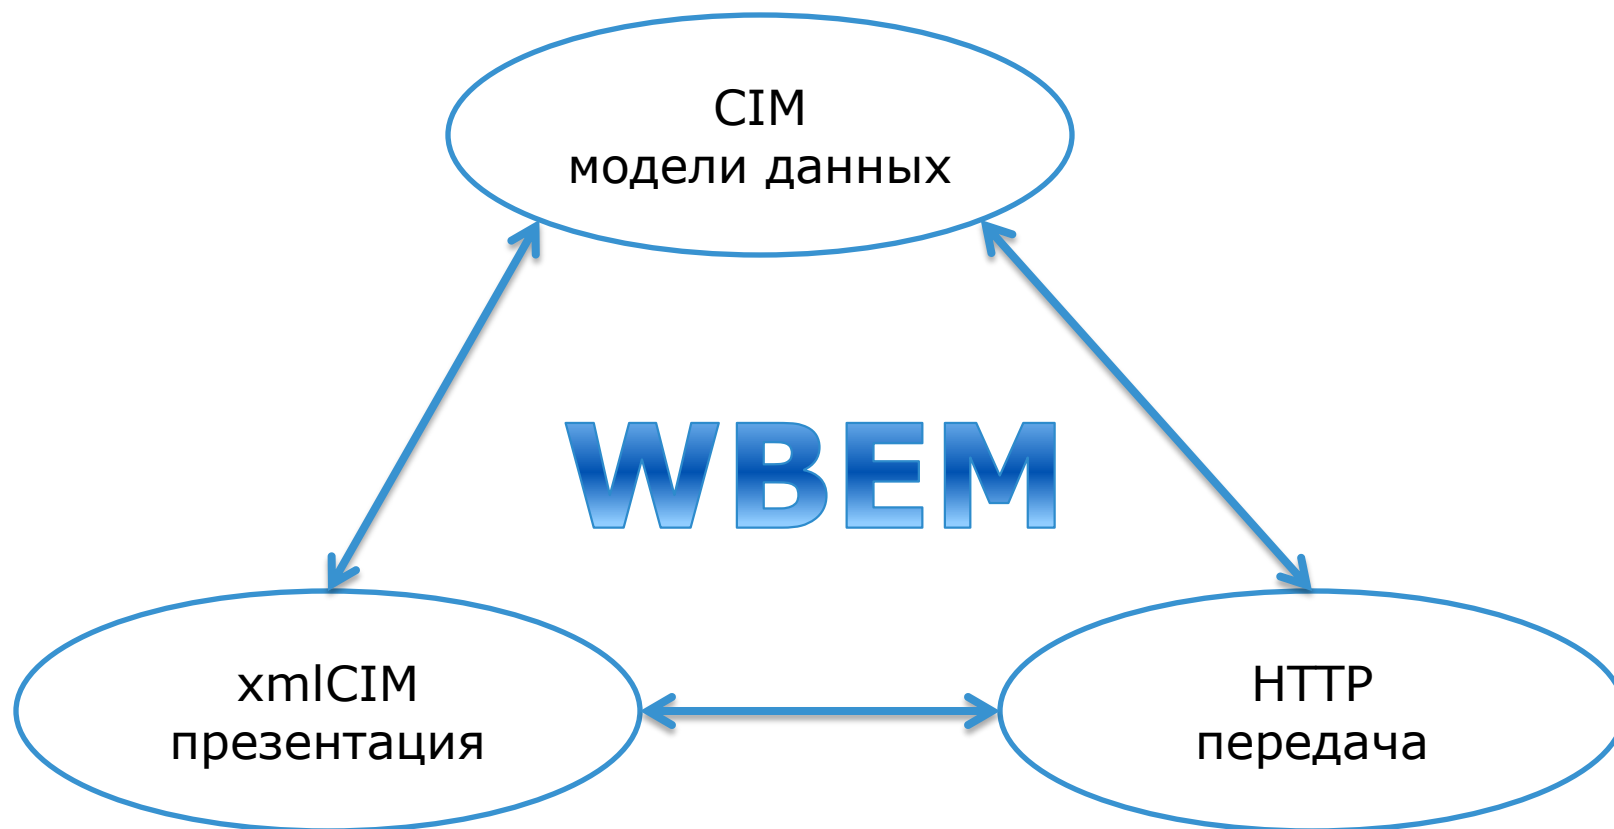 CIM
модели данных
WBEM
xmlCIM
презентация
HTTP
передача